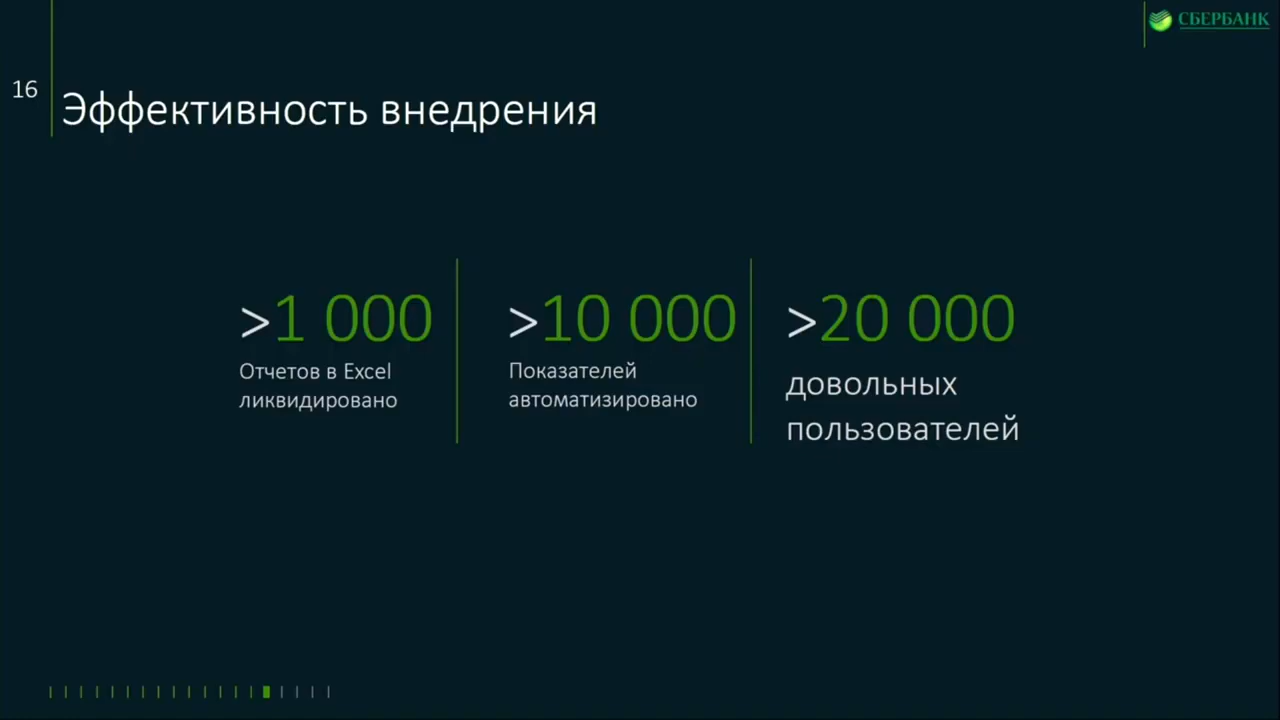 СБЕРБАНК
16
Эффективность внедрения
>1 000
Отчетов в Excel
ликвидировано
>10 000
Показателей
автоматизировано
>20 000
довольных
пользователей